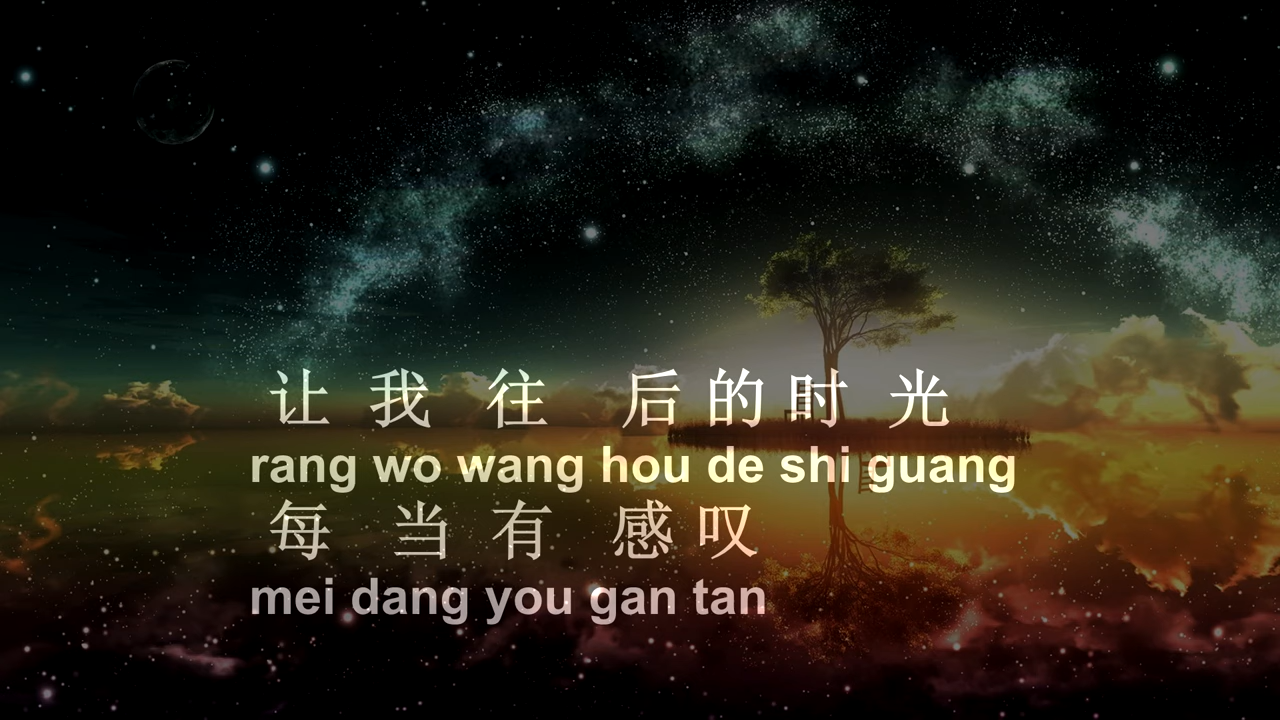 让 我 往 后 的 时 光
rang wo wang hou de shi guang
每 当 有 感 叹
mei dang you gan tan